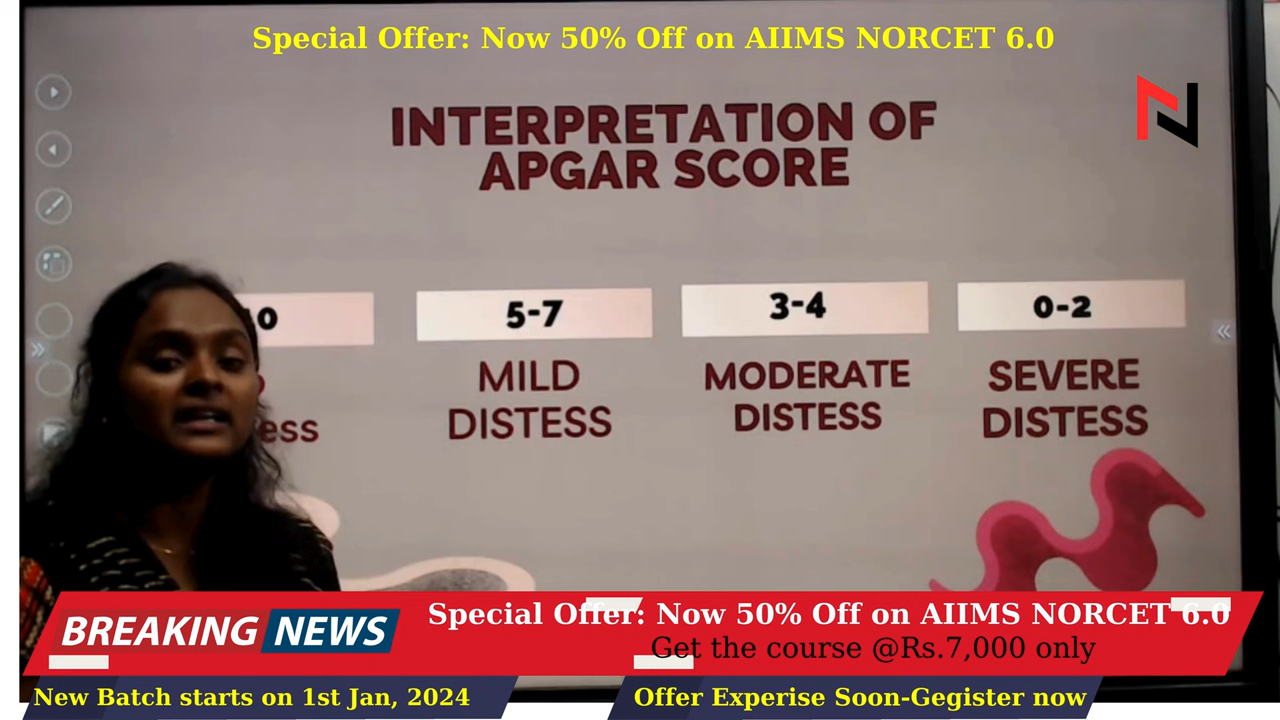 Special Offer: Now 50% Off on AIIMS NORCET 6.0
INTERPRETATION OF
APGAR SCORE
5-7
3-4
0-2
MILD
DISTESS
MODERATE
DISTESS
SEVERE
DISTESS
BREAKING NEWS
Special Offer: Now 50% Off on AIIMS NORCET 6.0
Get the course @Rs.7,000 only
New Batch starts on 1st Jan, 2024
Offer Experise Soon-Gegister now